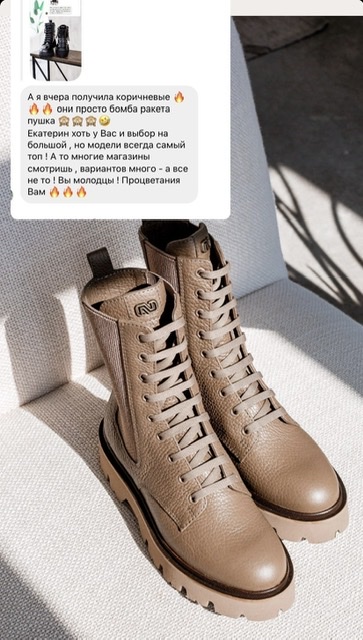 А я вчера получила коричневые 🔥
🔥🔥 они просто бомба ракета
пушка 🙈🙈🙈🤣
Екатерин хоть у Вас и выбор на
большой , но модели всегда самый
топ ! А то многие магазины
смотришь , вариантов много - а все
не то ! Вы молодцы ! Процветания
Вам 🔥🔥🔥